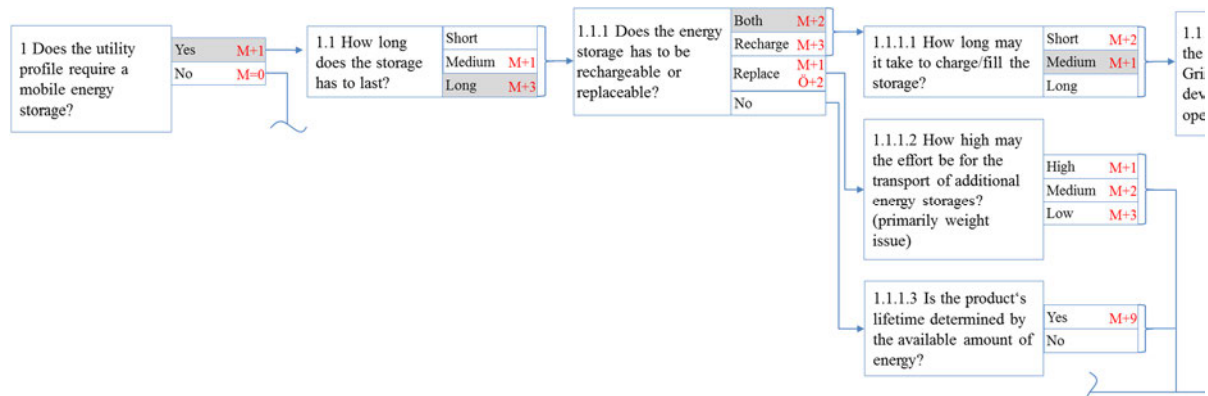 1 Does the utility
profile require a
mobile energy
storage?
Yes M+1
No M=0
1.1 How long
does the storage
has to last?
Short
Medium M+1
Long M+3
1.1.1 Does the energy
storage has to be
rechargeable or
replaceable?
Both M+2
Recharge M+3
Replace M+1
Ö+2
No
1.1.1.1 How long may
it take to charge/fill the
storage?
Short M+2
Medium M+1
Long
1.1.1.2 How high may
the effort be for the
transport of additional
energy storages?
(primarily weight
issue)
High M+1
Medium M+2
Low M+3
1.1.1.3 Is the product‘s
lifetime determined by
the available amount of
energy?
Yes M+9
No
1.1
the